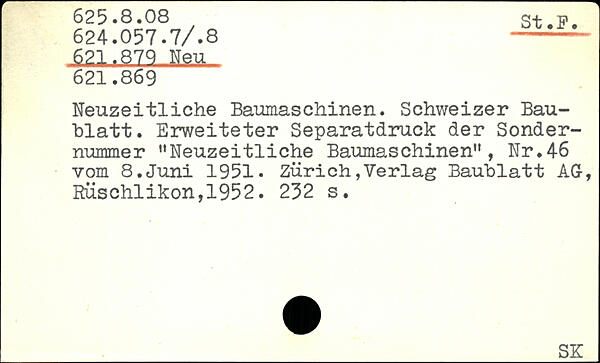 625.8.08
St.F.
624.057.7/.8
621.879 Neu
621.869
Neuzeitliche Baumaschinen. Schweizer Bau-
blatt. Erweiteter Separatdruck der Sonder-
nummer "Neuzeitliche Baumaschinen", Nr.46
vom 8.Juni 1951. Zürich,Verlag Baublatt AG,
Rüschlikon,1952. 232 s.
SK